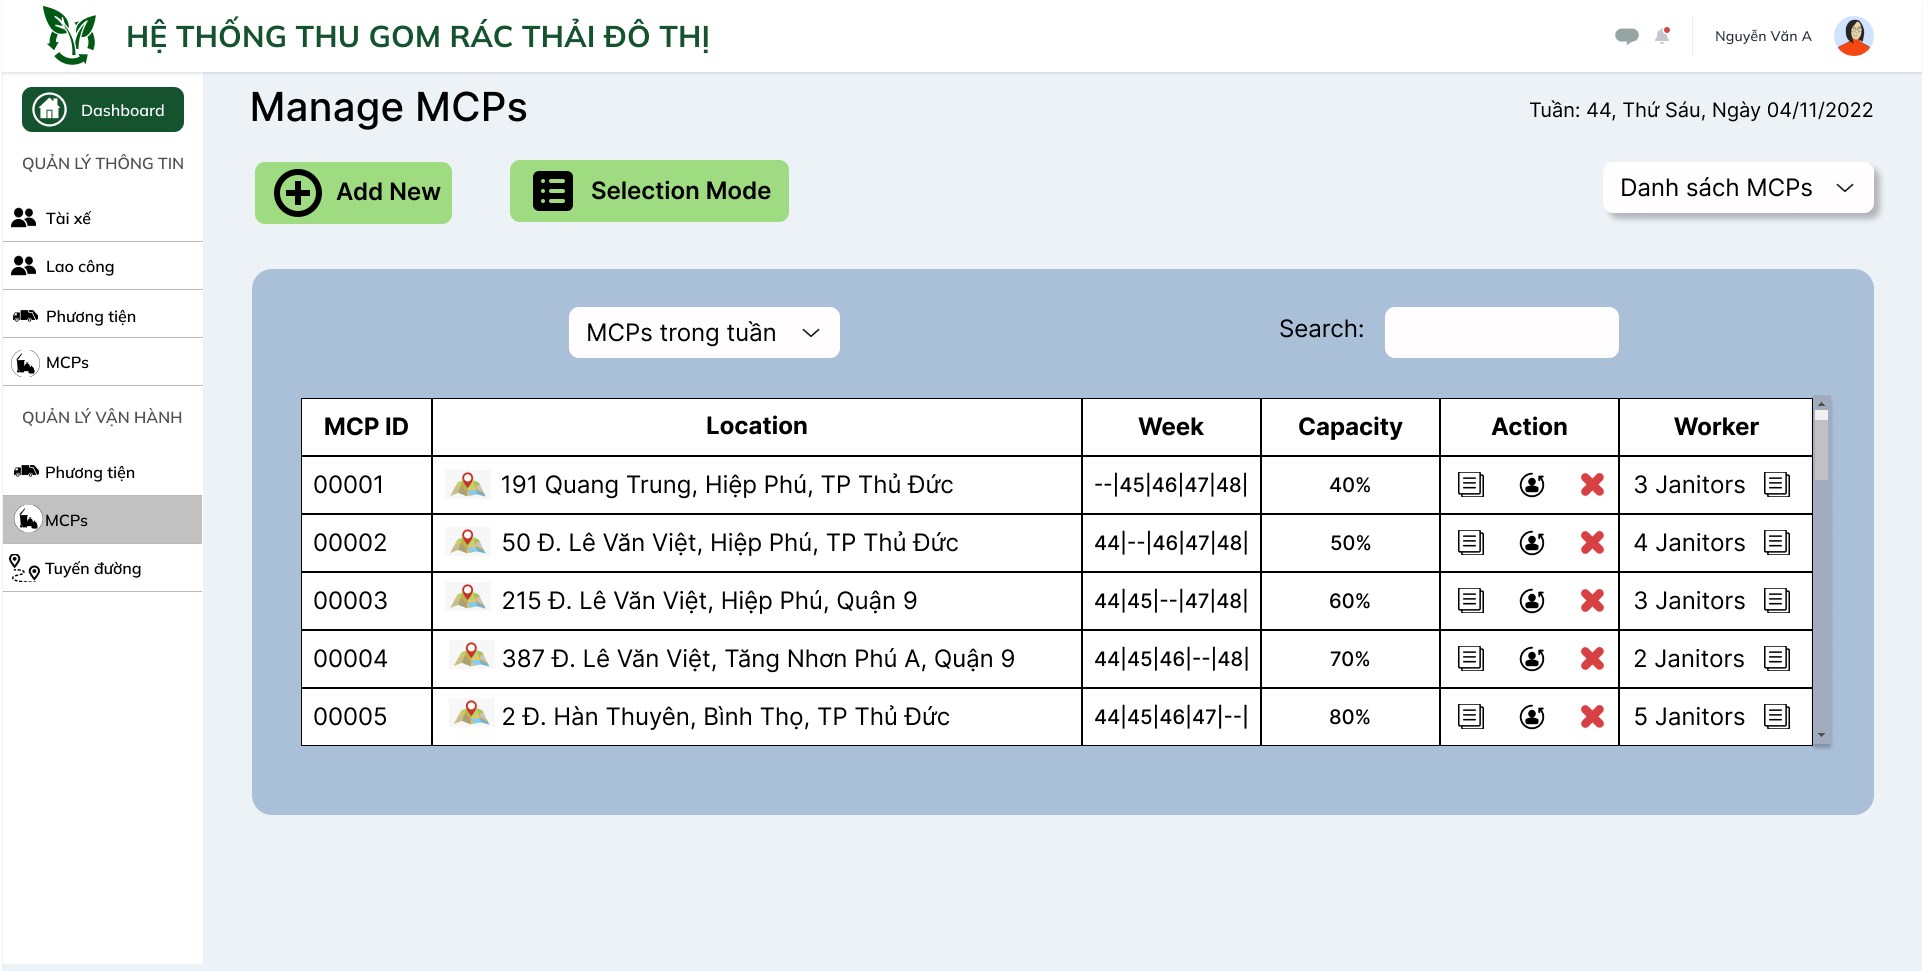 HỆ THỐNG THU GOM RÁC THẢI ĐÔ THỊ
Nguyễn Văn A
Dashboard
QUẢN LÝ THÔNG TIN
Tài xế
Lao công
Phương tiện
MCPs
QUẢN LÝ VẬN HÀNH
Phương tiện
MCPs
Tuyến đường
Manage MCPs
Tuần: 44, Thứ Sáu, Ngày 04/11/2022
Add New
Selection Mode
Danh sách MCPs
MCPs trong tuần
Search:
MCP ID Location Week Capacity Action Worker
00001 191 Quang Trung, Hiệp Phú, TP Thủ Đức --|45|46|47|48| 40% 3 Janitors
00002 50 Đ. Lê Văn Việt, Hiệp Phú, TP Thủ Đức 44|--|46|47|48| 50% 4 Janitors
00003 215 Đ. Lê Văn Việt, Hiệp Phú, Quận 9 44|45|--|47|48| 60% 3 Janitors
00004 387 Đ. Lê Văn Việt, Tăng Nhơn Phú A, Quận 9 44|45|46|--|48| 70% 2 Janitors
00005 2 Đ. Hàn Thuyên, Bình Thọ, TP Thủ Đức 44|45|46|47|--| 80% 5 Janitors